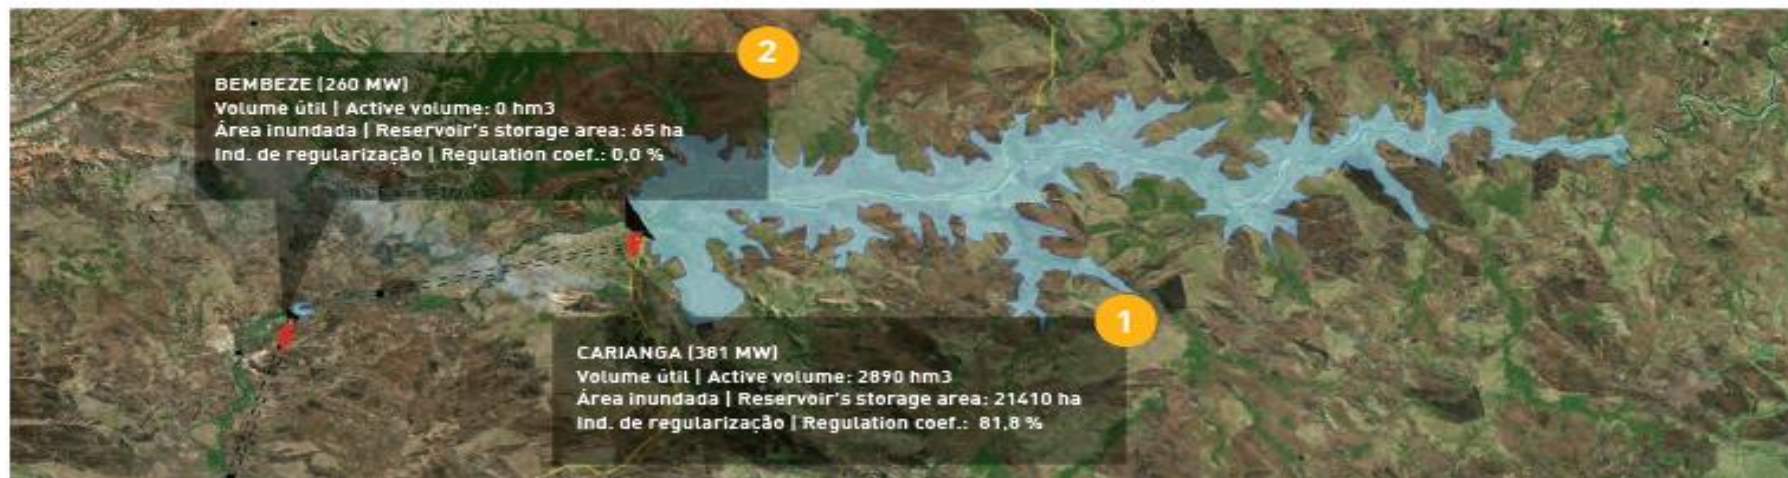 2
BEMBEZE (260 MW)
Volume útil | Active volume: 0 hm3
Área inundada | Reservoir's storage area: 65 ha
Ind. de regularização | Regulation coef.: 0,0 %
1
CARIANGA (381 MW)
Volume útil | Active volume: 2890 hm3
Área inundada | Reservoir's storage area: 21410 ha
Ind. de regularização | Regulation coef.: 81,8 %